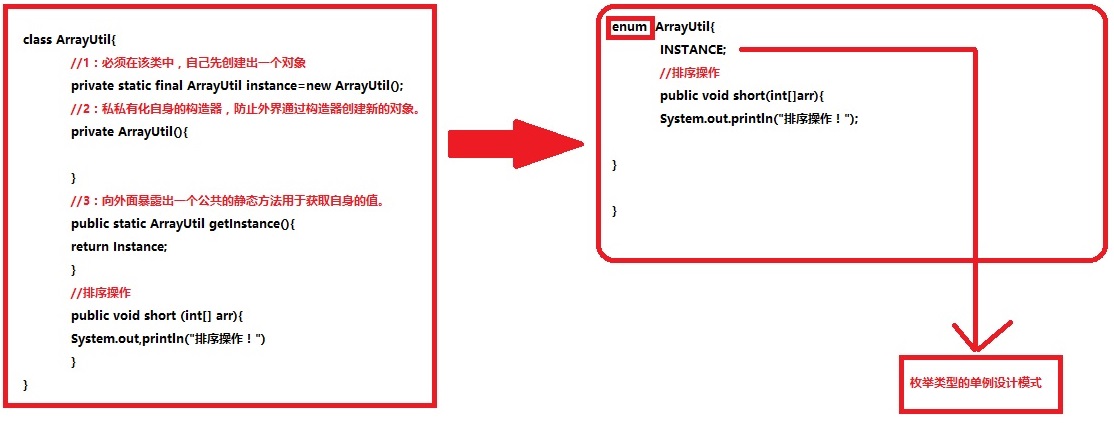 class ArrayUtil{
//1：必须在该类中，自己先创建出一个对象
private static final ArrayUtil instance=new ArrayUtil();
//2：私私有化自身的构造器，防止外界通过构造器创建新的对象。
private ArrayUtil(){
}
//3：向外面暴露出一个公共的静态方法用于获取自身的值。
public static ArrayUtil getInstance(){
return Instance;
}
//排序操作
public void short (int[] arr){
System.out,println("排序操作！")
}
}
enum ArrayUtil{
INSTANCE;
//排序操作
public void short(int[]arr){
System.out.println("排序操作！");
}
}
枚举类型的单例设计模式